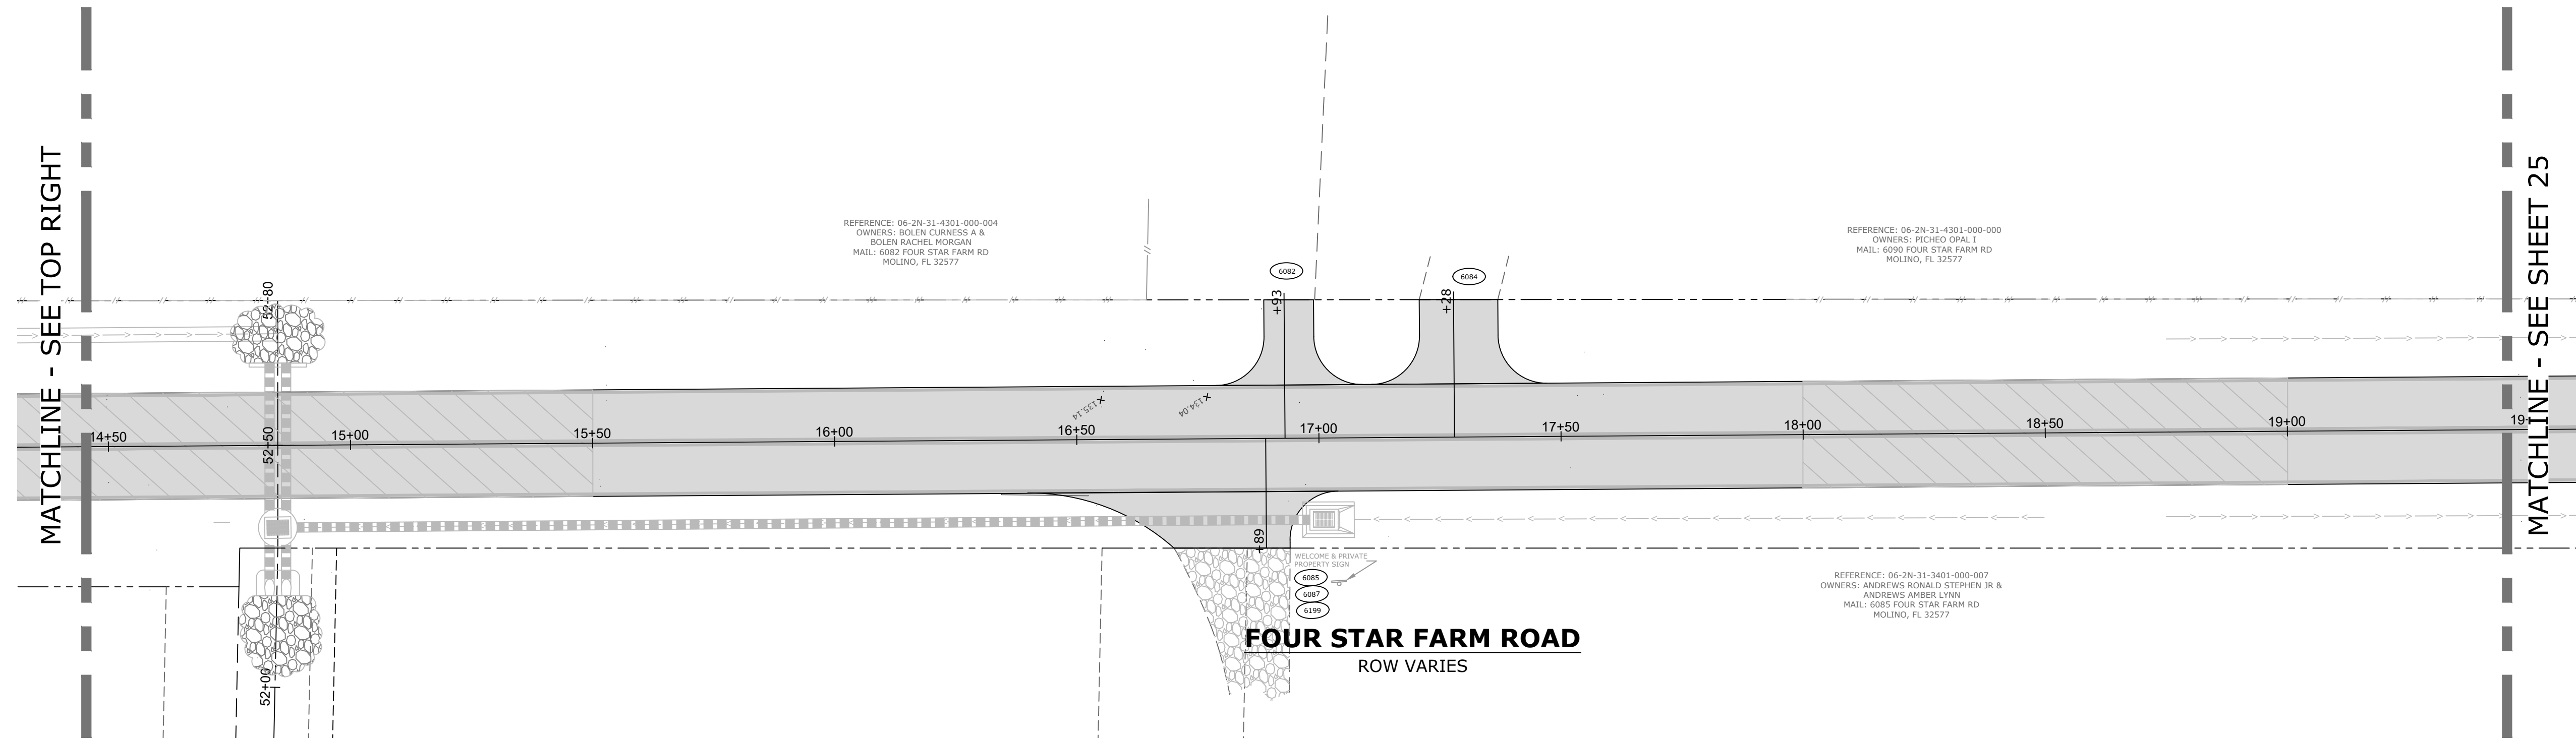 MATCHLINE - SEE TOP RIGHT
REFERENCE: 06-2N-31-4301-000-004
OWNERS: BOLEN CURNESS A &
BOLEN RACHEL MORGAN
MAIL: 6082 FOUR STAR FARM RD
MOLINO, FL 32577
REFERENCE: 06-2N-31-4301-000-000
OWNERS: PICHEO OPAL I
MAIL: 6090 FOUR STAR FARM RD
MOLINO, FL 32577
MATCHLINE - SEE SHEET 25
6082
6084
52+80
+93
+28
×135.14
×134.04
14+50
15+00
15+50
16+00
16+50
17+00
17+50
18+00
18+50
19+00
19
52+50
+89
WELCOME & PRIVATE
PROPERTY SIGN
6085
6087
6199
REFERENCE: 06-2N-31-3401-000-007
OWNERS: ANDREWS RONALD STEPHEN JR &
ANDREWS AMBER LYNN
MAIL: 6085 FOUR STAR FARM RD
MOLINO, FL 32577
FOUR STAR FARM ROAD
ROW VARIES
52+00